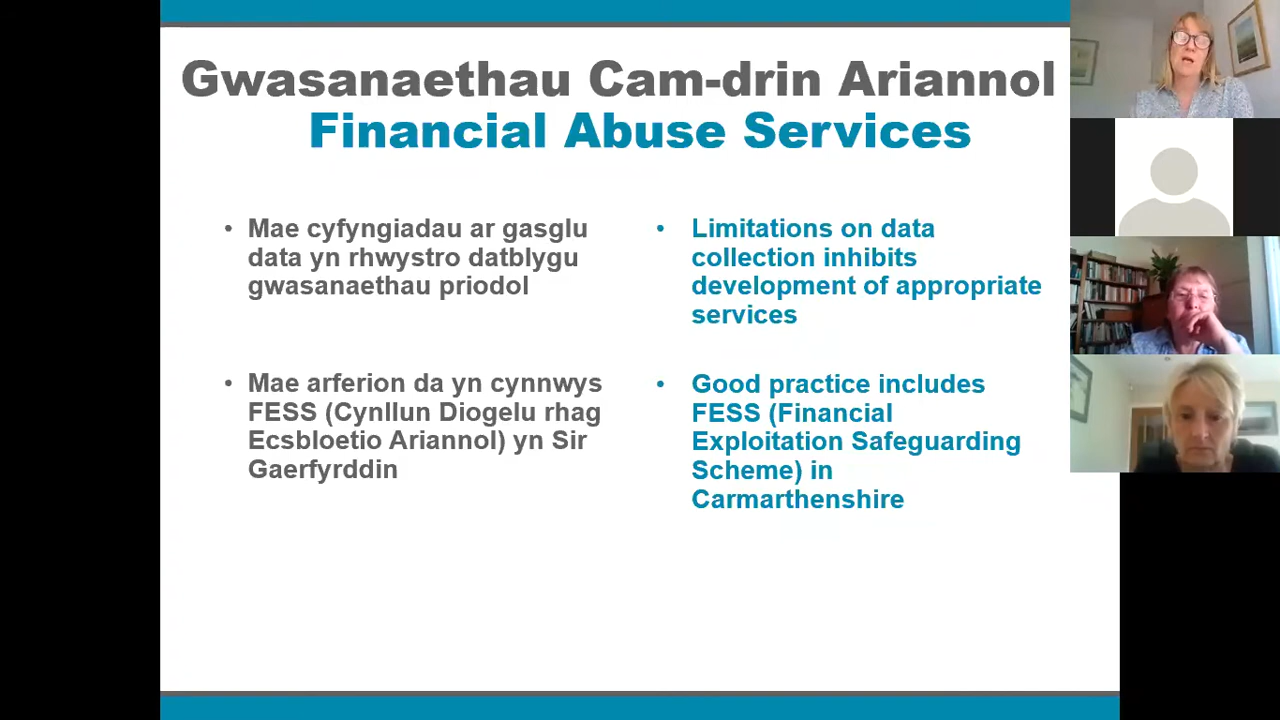 Gwasanaethau Cam-drin Ariannol
Financial Abuse Services
• Mae cyfyngiadau ar gasglu
data yn rhwystro datblygu
gwasanaethau priodol
• Mae arferion da yn cynnwys
FESS (Cynllun Diogelu rhag
Ecsbloetio Ariannol) yn Sir
Gaerfyrddin
• Limitations on data
collection inhibits
development of appropriate
services
• Good practice includes
FESS (Financial
Exploitation Safeguarding
Scheme) in
Carmarthenshire